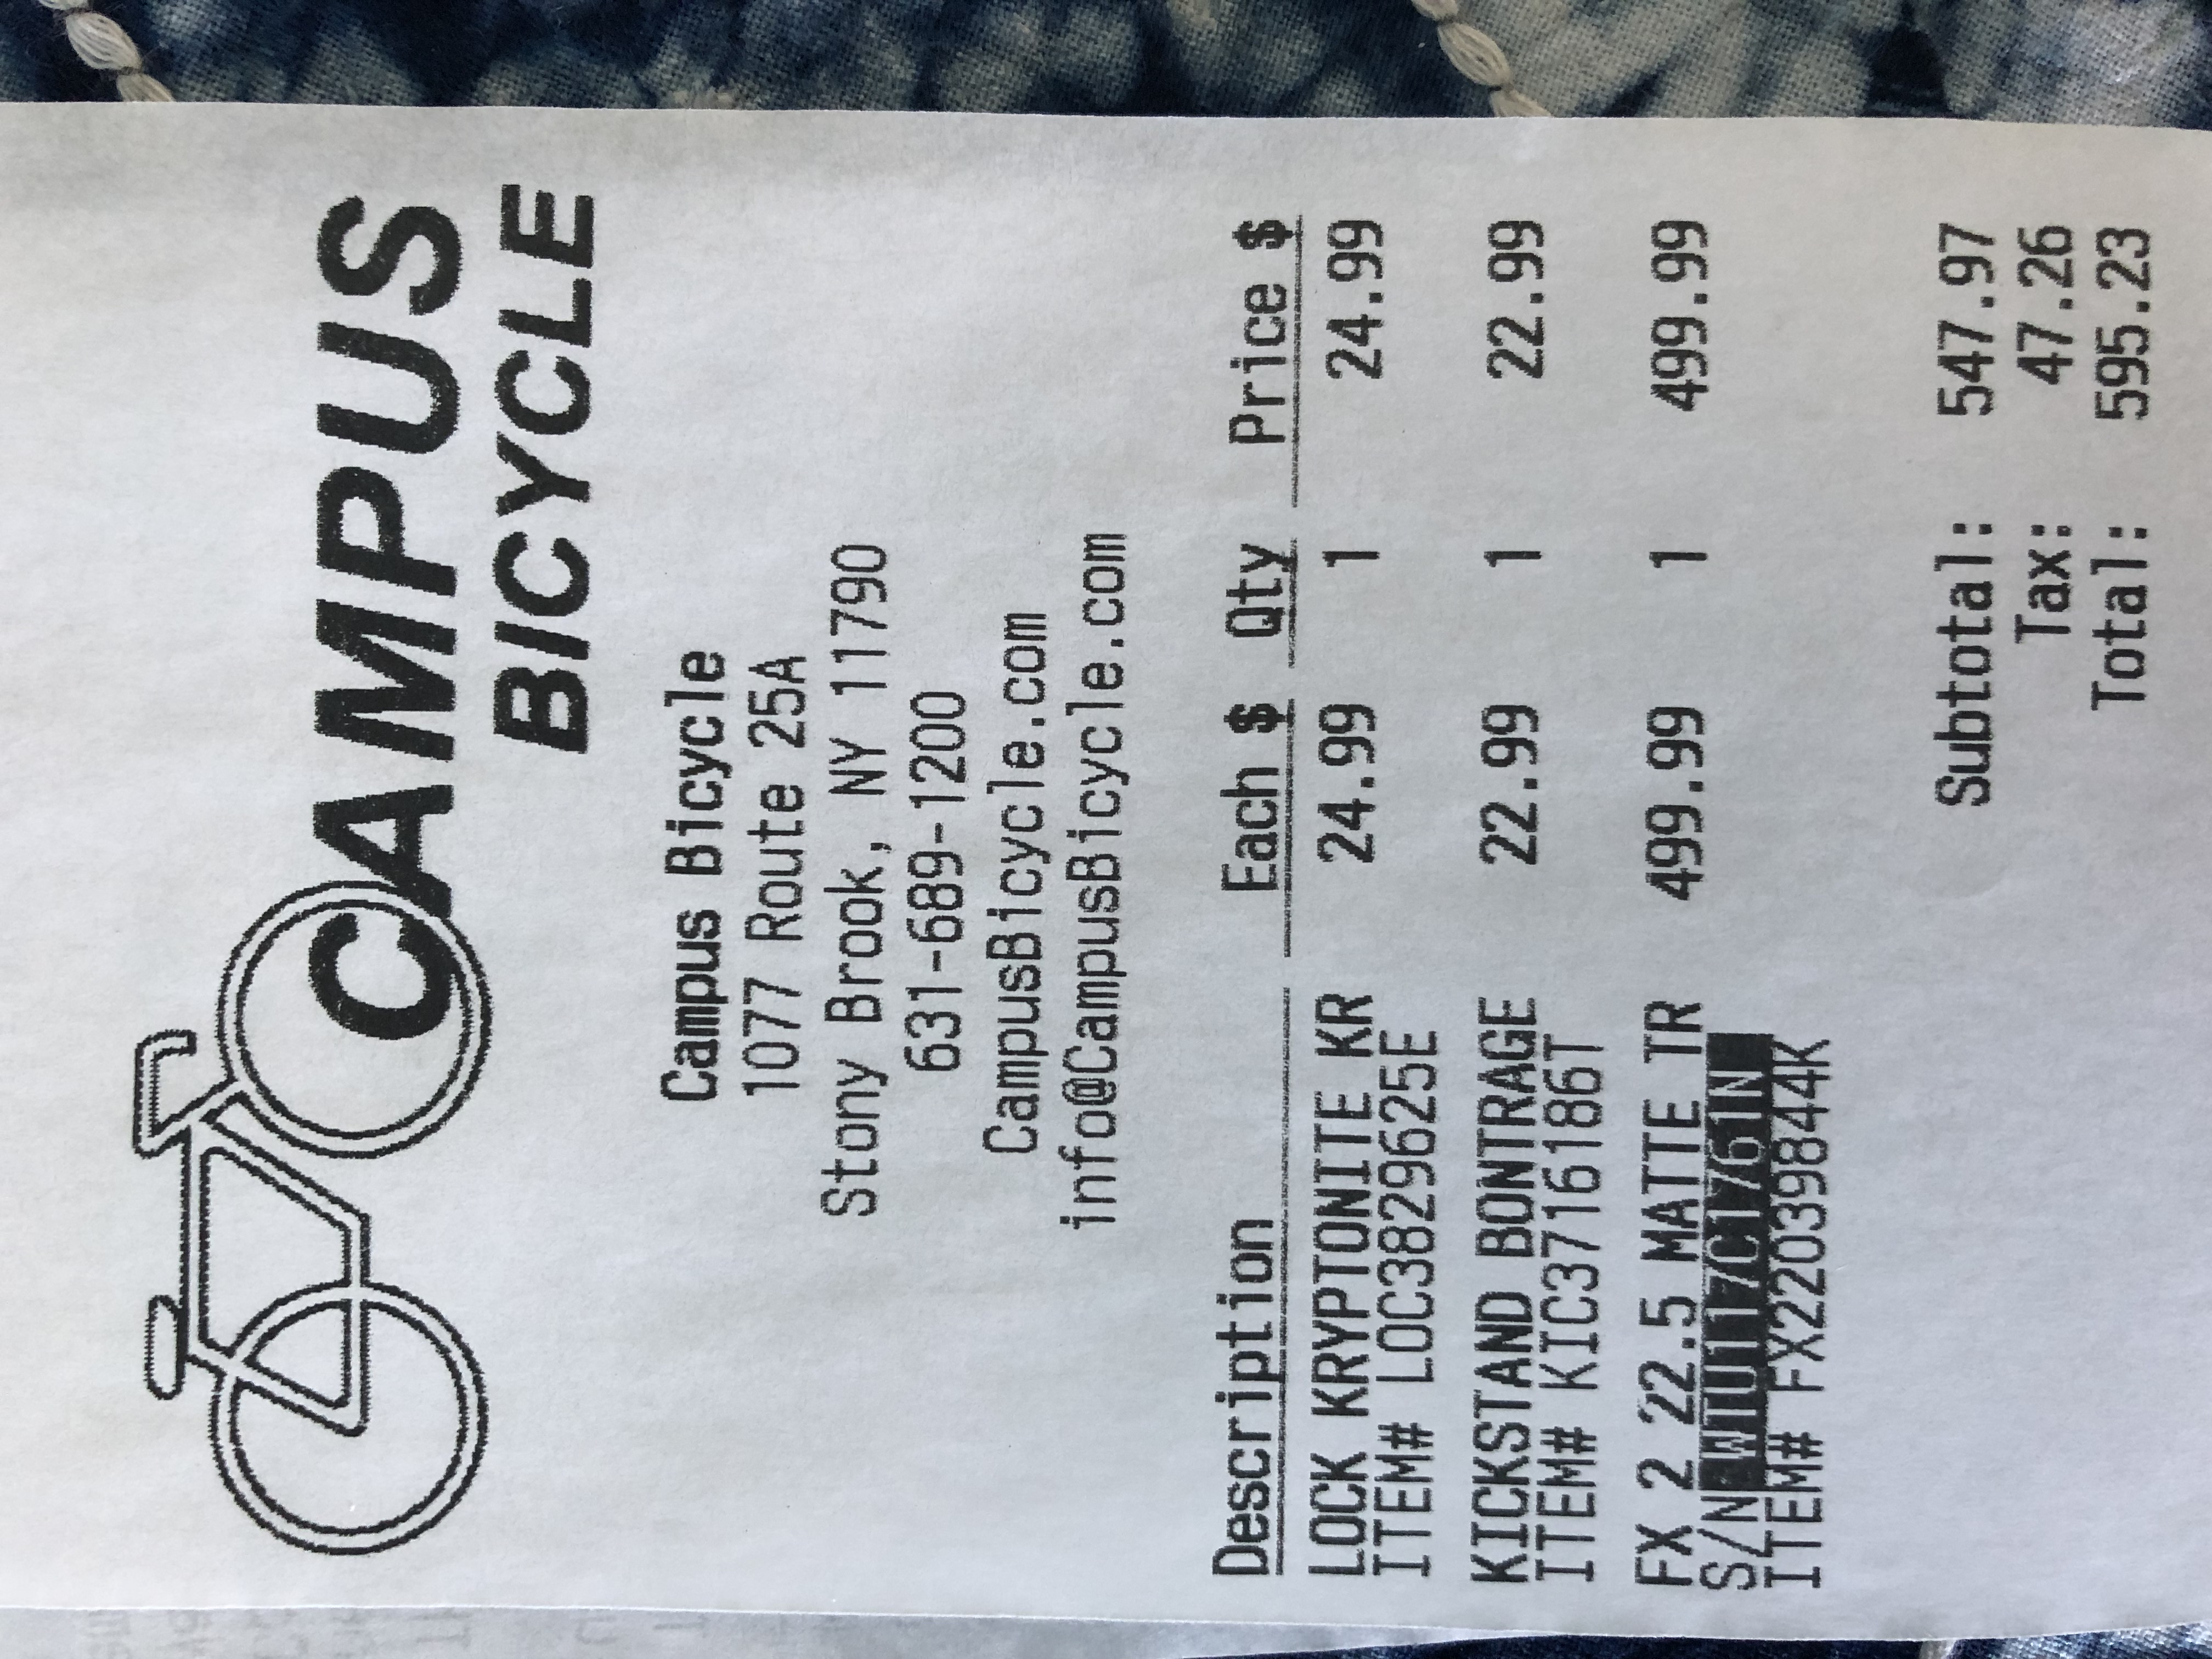 CAMPUS
BICYCLE
Campus Bicycle
1077 Route 25A
Stony Brook, NY 11790
631-689-1200
CampusBicycle.com
info@CampusBicycle.com
Description Each $ Qty Price $
LOCK KRYPTONITE KR 24.99 1 24.99
ITEM# LOC3829625E
KICKSTAND BONTRAGE 22.99 1 22.99
ITEM# KIC3716186T
FX 2 22.5 MATTE TR 499.99 1 499.99
S/N
ITEM# FX22039844K
Subtotal: 547.97
Tax: 47.26
Total: 595.23